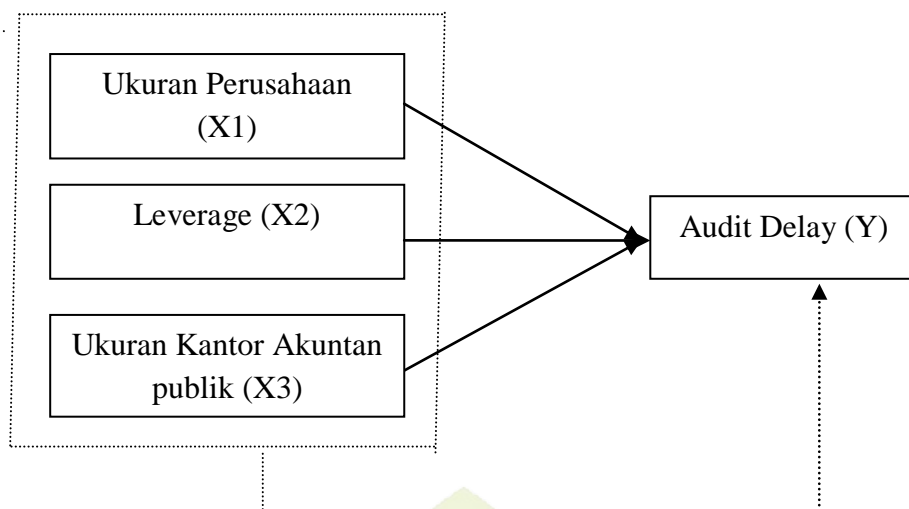 Ukuran Perusahaan
(X1)
Leverage (X2)
Ukuran Kantor Akuntan
publik (X3)
Audit Delay (Y)